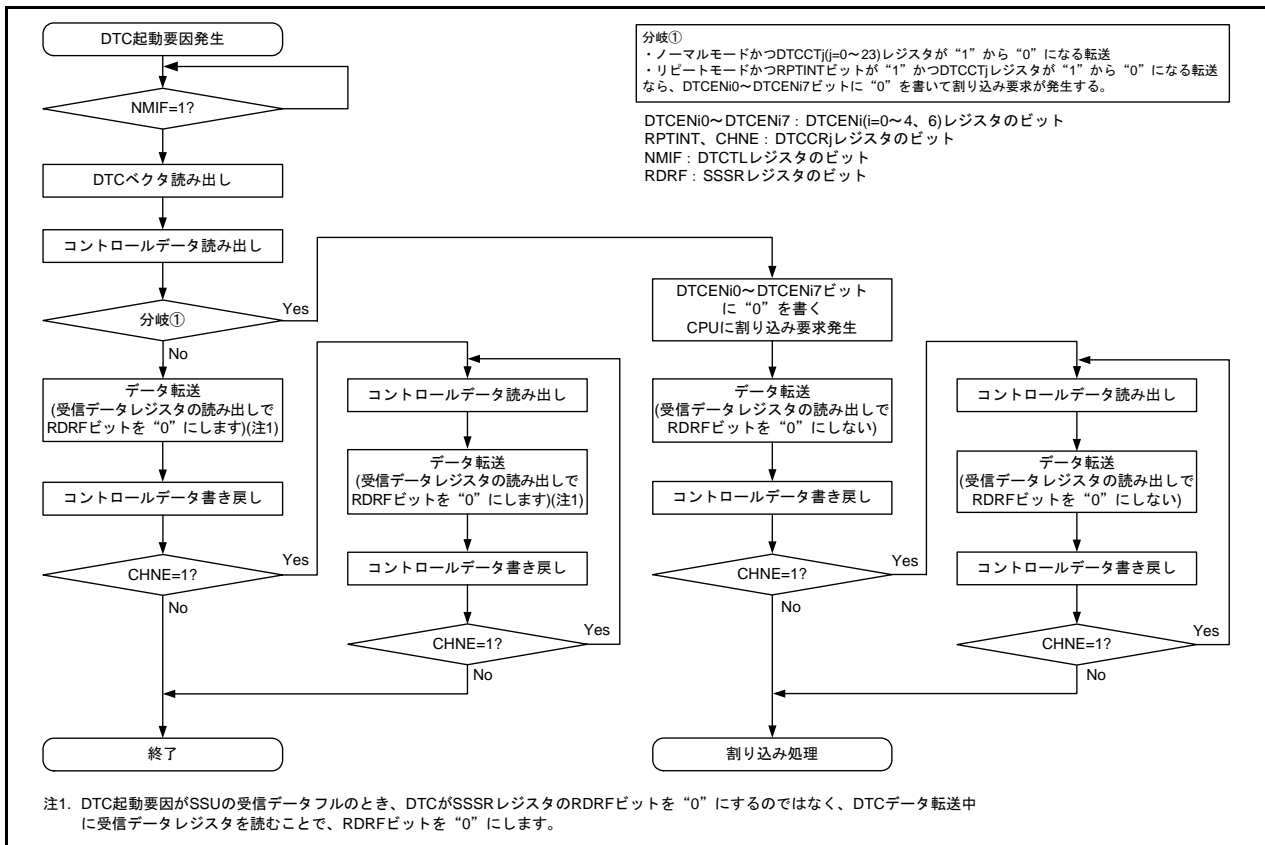 DTC起動要因発生
NMIF=1?
DTCベクタ読み出し
コントロールデータ読み出し
分岐①
Yes
No
データ転送
(受信データレジスタの読み出しで
RDRFビットを“0”にします)(注1)
コントロールデータ書き戻し
CHNE=1?
Yes
No
終了
コントロールデータ読み出し
データ転送
(受信データレジスタの読み出しで
RDRFビットを“0”にします)(注1)
コントロールデータ書き戻し
CHNE=1?
Yes
No
分岐①
・ノーマルモードかつDTCCTj(j=0～23)レジスタが“1”から“0”になる転送
・リピートモードかつRPTINTビットが“1”かつDTCCTjレジスタが“1”から“0”になる転送
なら、DTCENi0～DTCENi7ビットに“0”を書いて割り込み要求が発生する。
DTCENi0～DTCENi7：DTCENi(i=0～4、6)レジスタのビット
RPTINT、CHNE：DTCCRjレジスタのビット
NMIF：DTCTLレジスタのビット
RDRF：SSSRレジスタのビット
DTCENi0～DTCENi7ビット
に“0”を書く
CPUに割り込み要求発生
データ転送
(受信データレジスタの読み出しで
RDRFビットを“0”にしない)
コントロールデータ書き戻し
CHNE=1?
Yes
No
割り込み処理
コントロールデータ読み出し
データ転送
(受信データレジスタの読み出しで
RDRFビットを“0”にしない)
コントロールデータ書き戻し
CHNE=1?
Yes
No
注1. DTC起動要因がSSUの受信データフルのとき、DTCがSSSRレジスタのRDRFビットを“0”にするのではなく、DTCデータ転送中
に受信データレジスタを読むことで、RDRFビットを“0”にします。